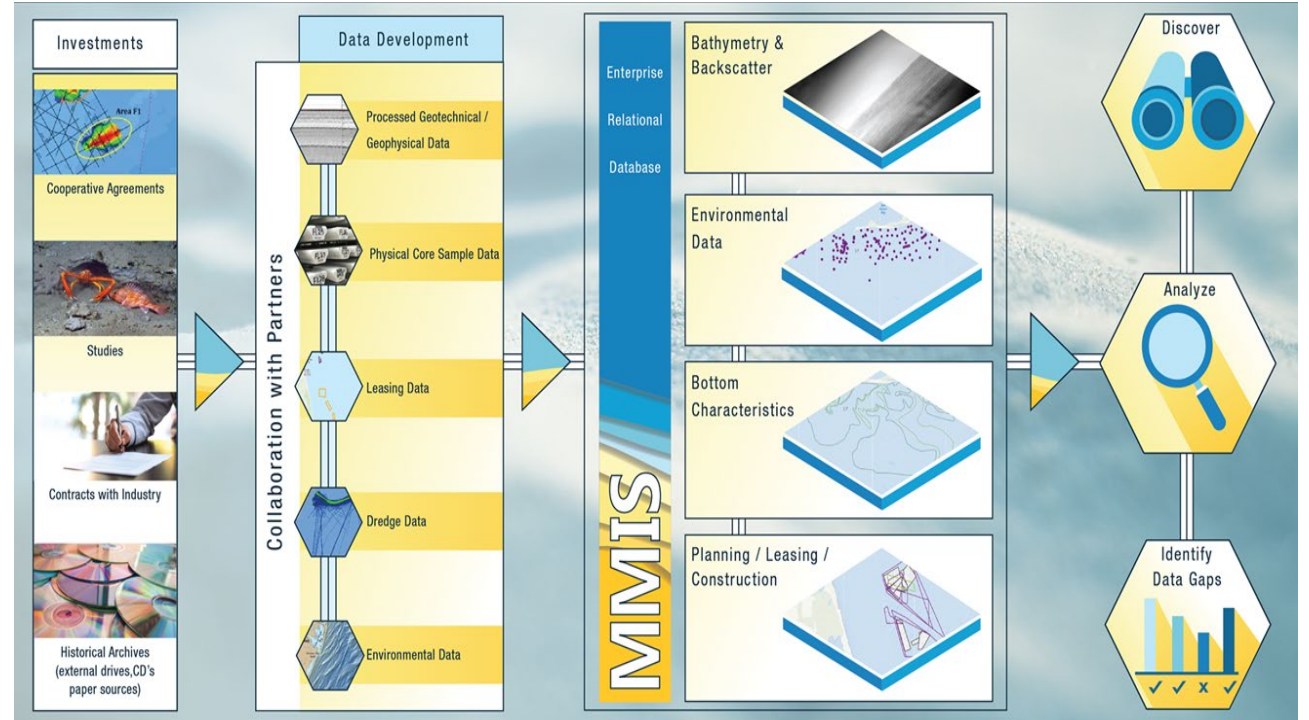 Investments
Area F1
Cooperative Agreements
Studies
Contracts with Industry
Historical Archives
(external drives,CD's
paper sources)
Data Development
Collaboration with Partners
Processed Geotechnical /
Geophysical Data
Physical Core Sample Data
Leasing Data
Dredge Data
Environmental Data
Enterprise
Relational
Database
MMIS
Bathymetry &
Backscatter
Environmental
Data
Bottom
Characteristics
Planning / Leasing /
Construction
Discover
Analyze
Identify
Data Gaps